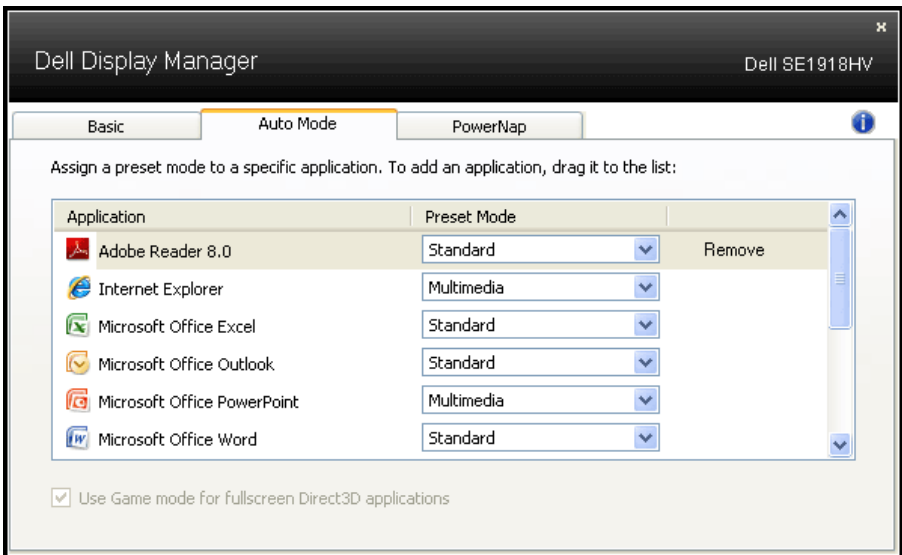 Dell Display Manager
Dell SE1918HV
Basic Auto Mode PowerNap
Assign a preset mode to a specific application. To add an application, drag it to the list:
Application Preset Mode
Adobe Reader 8.0 Standard Remove
Internet Explorer Multimedia
Microsoft Office Excel Standard
Microsoft Office Outlook Standard
Microsoft Office PowerPoint Multimedia
Microsoft Office Word Standard
Use Game mode for fullscreen Direct3D applications